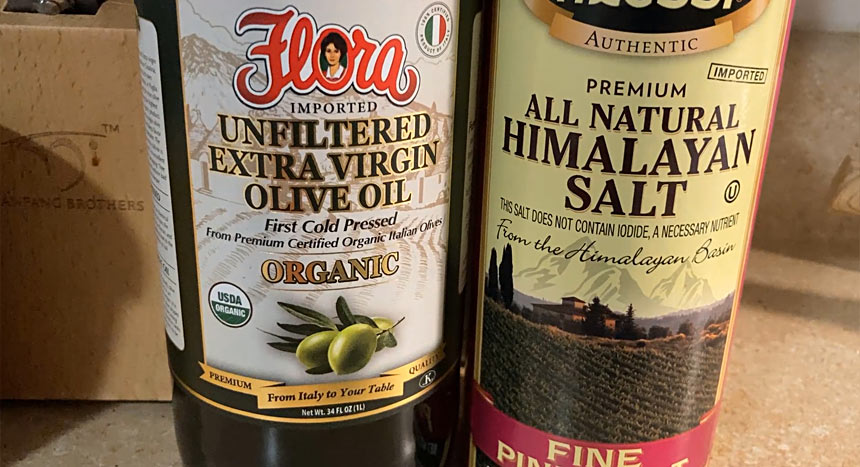 Flora
IMPORTED
UNFILTERED
EXTRA VIRGIN
OLIVE OIL
First Cold Pressed
From Premium Certified Organic Italian Olives
ORGANIC
USDA
ORGANIC
PREMIUM
QUALITY
From Italy to Your Table
Net Wt. 34 FL OZ (1L)
K
AUTHENTIC
IMPORTED
PREMIUM
ALL NATURAL
HIMALAYAN
SALT
U
THIS SALT DOES NOT CONTAIN IODIDE, A NECESSARY NUTRIENT
From the Himalayan Basin
FINE
BROTHERS
TM